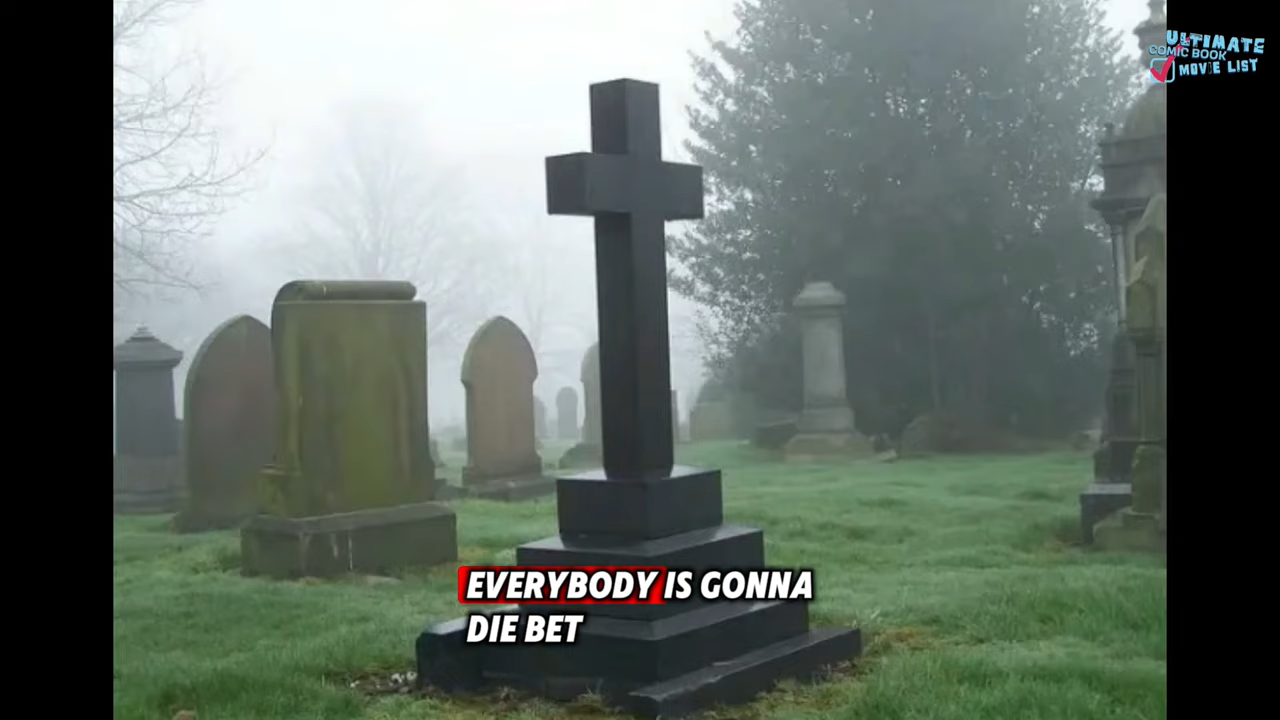 ULTIMATE
COMIC BOOK
MOVIE LIST
EVERYBODY IS GONNA
DIE BET